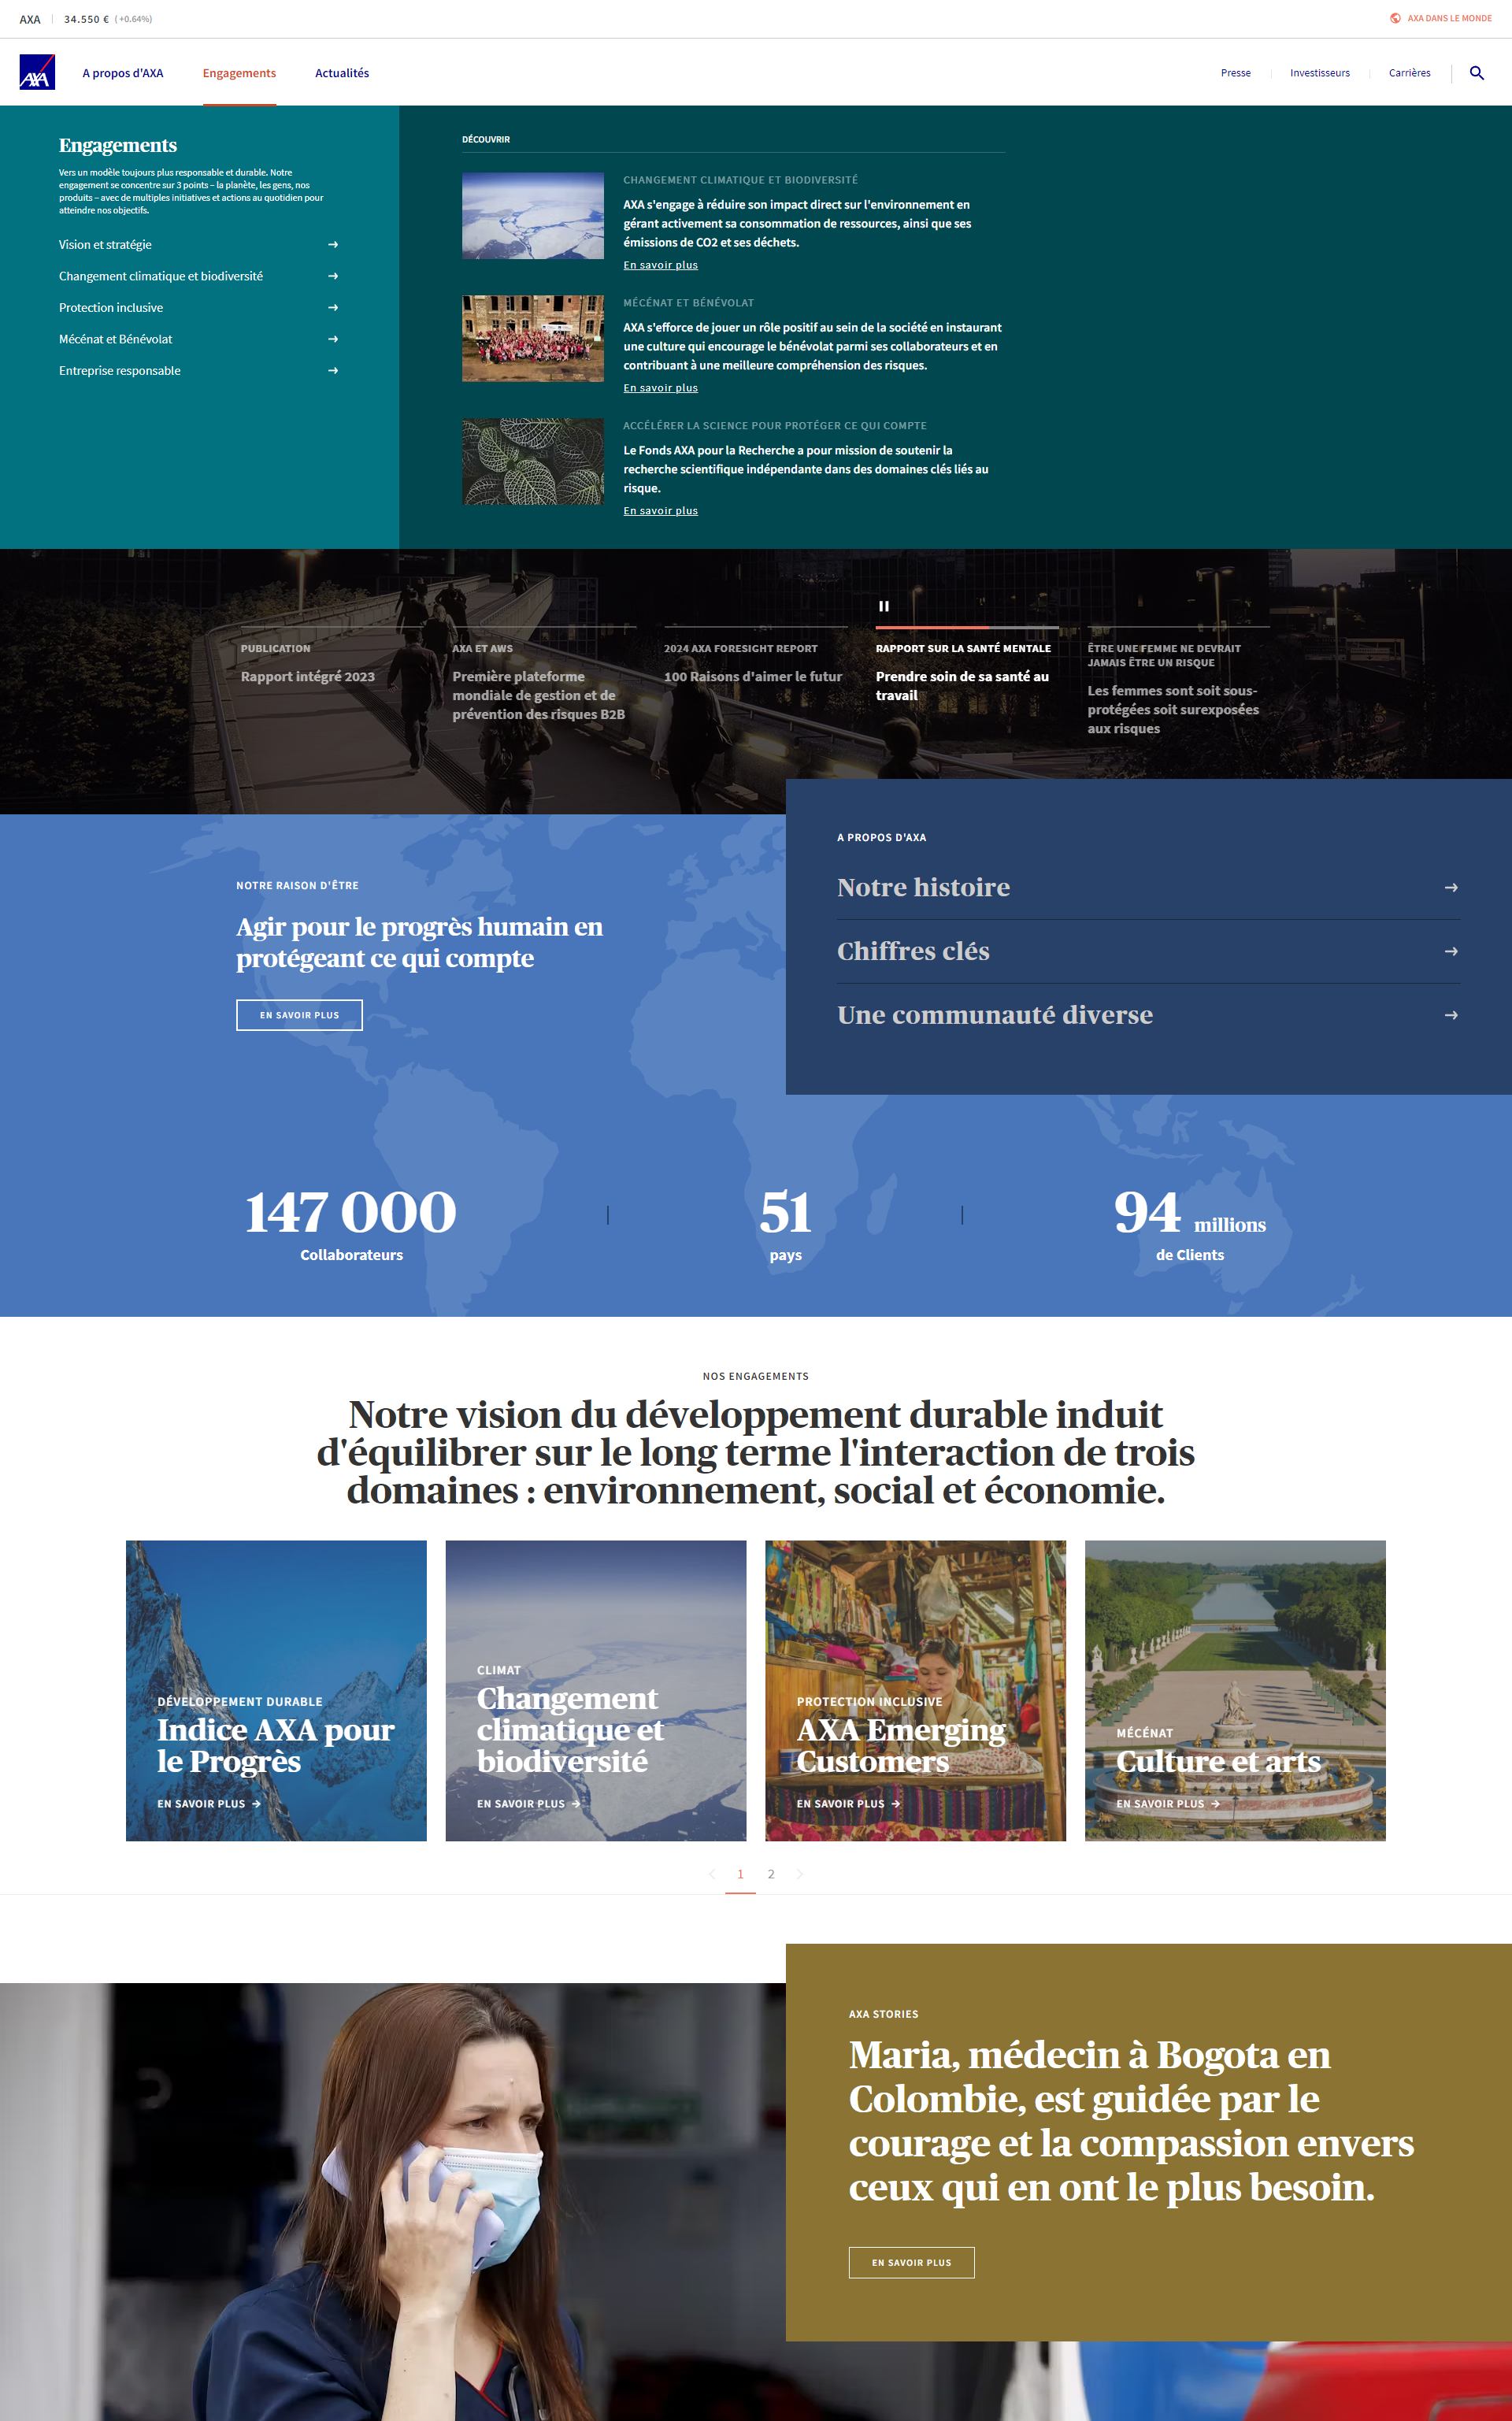 AXA 34.550 € ( +0.64%)
AXA DANS LE MONDE
AXA
A propos d'AXA
Engagements
Actualités
Presse
Investisseurs
Carrières
Engagements
Vers un modèle toujours plus responsable et durable. Notre
engagement se concentre sur 3 points – la planète, les gens, nos
produits – avec de multiples initiatives et actions au quotidien pour
atteindre nos objectifs.
Vision et stratégie
Changement climatique et biodiversité
Protection inclusive
Mécénat et Bénévolat
Entreprise responsable
DÉCOUVRIR
CHANGEMENT CLIMATIQUE ET BIODIVERSITÉ
AXA s'engage à réduire son impact direct sur l'environnement en
gérant activement sa consommation de ressources, ainsi que ses
émissions de CO2 et ses déchets.
En savoir plus
MÉCÉNAT ET BÉNÉVOLAT
AXA s'efforce de jouer un rôle positif au sein de la société en instaurant
une culture qui encourage le bénévolat parmi ses collaborateurs et en
contribuant à une meilleure compréhension des risques.
En savoir plus
ACCÉLÉRER LA SCIENCE POUR PROTÉGER CE QUI COMPTE
Le Fonds AXA pour la Recherche a pour mission de soutenir la
recherche scientifique indépendante dans des domaines clés liés au
risque.
En savoir plus
PUBLICATION
Rapport intégré 2023
AXA ET AWS
Première plateforme
mondiale de gestion et de
prévention des risques B2B
2024 AXA FORESIGHT REPORT
100 Raisons d'aimer le futur
RAPPORT SUR LA SANTÉ MENTALE
Prendre soin de sa santé au
travail
ÊTRE UNE FEMME NE DEVRAIT
JAMAIS ÊTRE UN RISQUE
Les femmes sont soit sous-
protégées soit surexposées
aux risques
NOTRE RAISON D'ÊTRE
Agir pour le progrès humain en
protégeant ce qui compte
EN SAVOIR PLUS
A PROPOS D'AXA
Notre histoire
Chiffres clés
Une communauté diverse
147 000
Collaborateurs
51
pays
94 millions
de Clients
NOS ENGAGEMENTS
Notre vision du développement durable induit
d'équilibrer sur le long terme l'interaction de trois
domaines : environnement, social et économie.
DÉVELOPPEMENT DURABLE
Indice AXA pour
le Progrès
EN SAVOIR PLUS
CLIMAT
Changement
climatique et
biodiversité
EN SAVOIR PLUS
PROTECTION INCLUSIVE
AXA Emerging
Customers
EN SAVOIR PLUS
MÉCÉNAT
Culture et arts
EN SAVOIR PLUS
1 2
AXA STORIES
Maria, médecin à Bogota en
Colombie, est guidée par le
courage et la compassion envers
ceux qui en ont le plus besoin.
EN SAVOIR PLUS